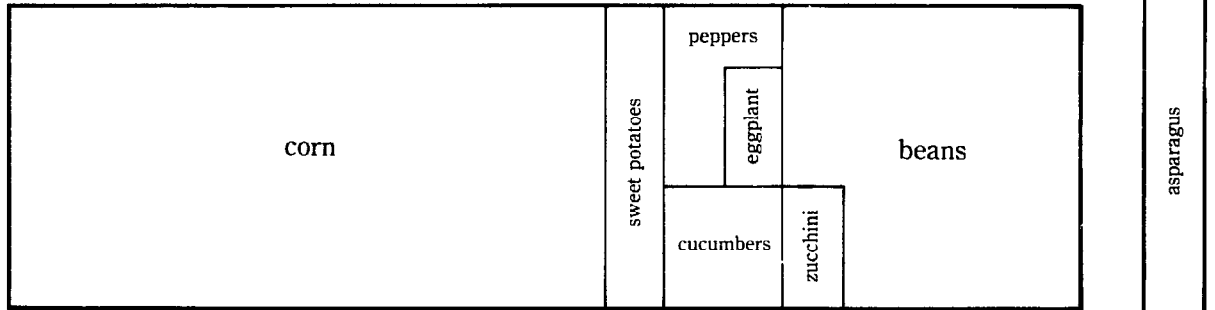 corn
sweet potatoes
peppers
eggplant
cucumbers
zucchini
beans
asparagus